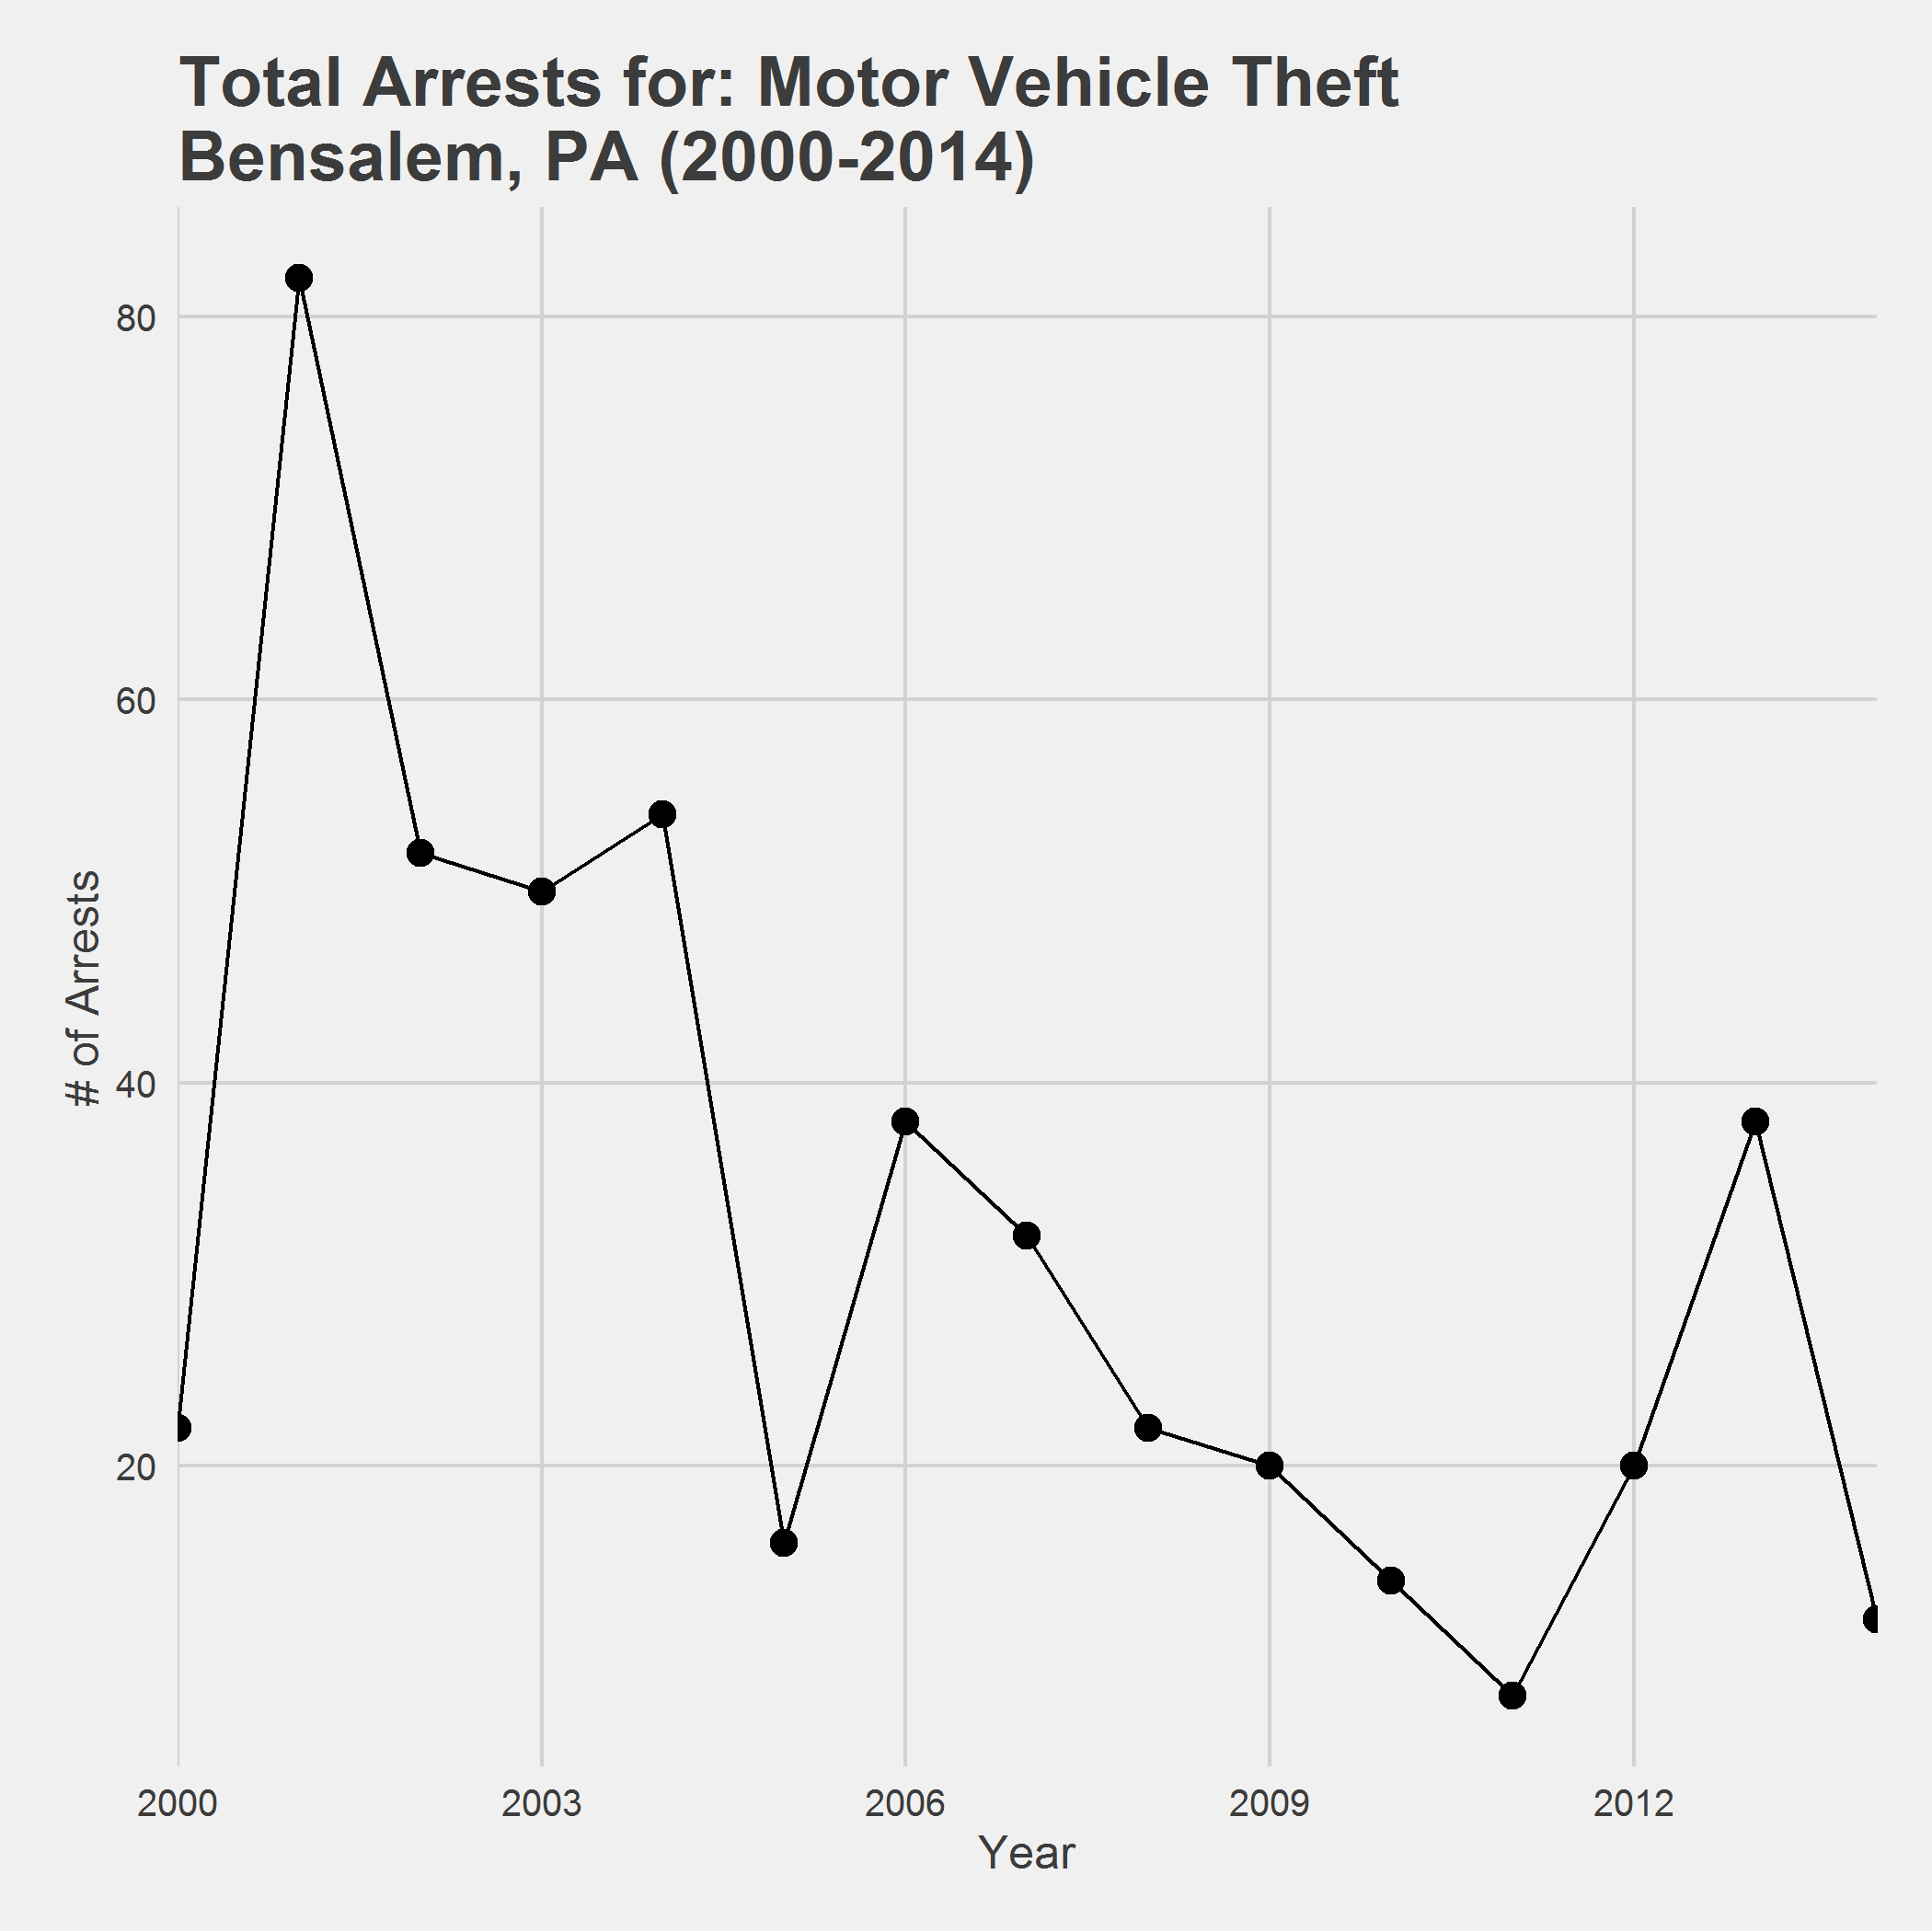 Total Arrests for: Motor Vehicle Theft
Bensalem, PA (2000-2014)
80
60
40
20
# of Arrests
2000 2003 2006 2009 2012
Year